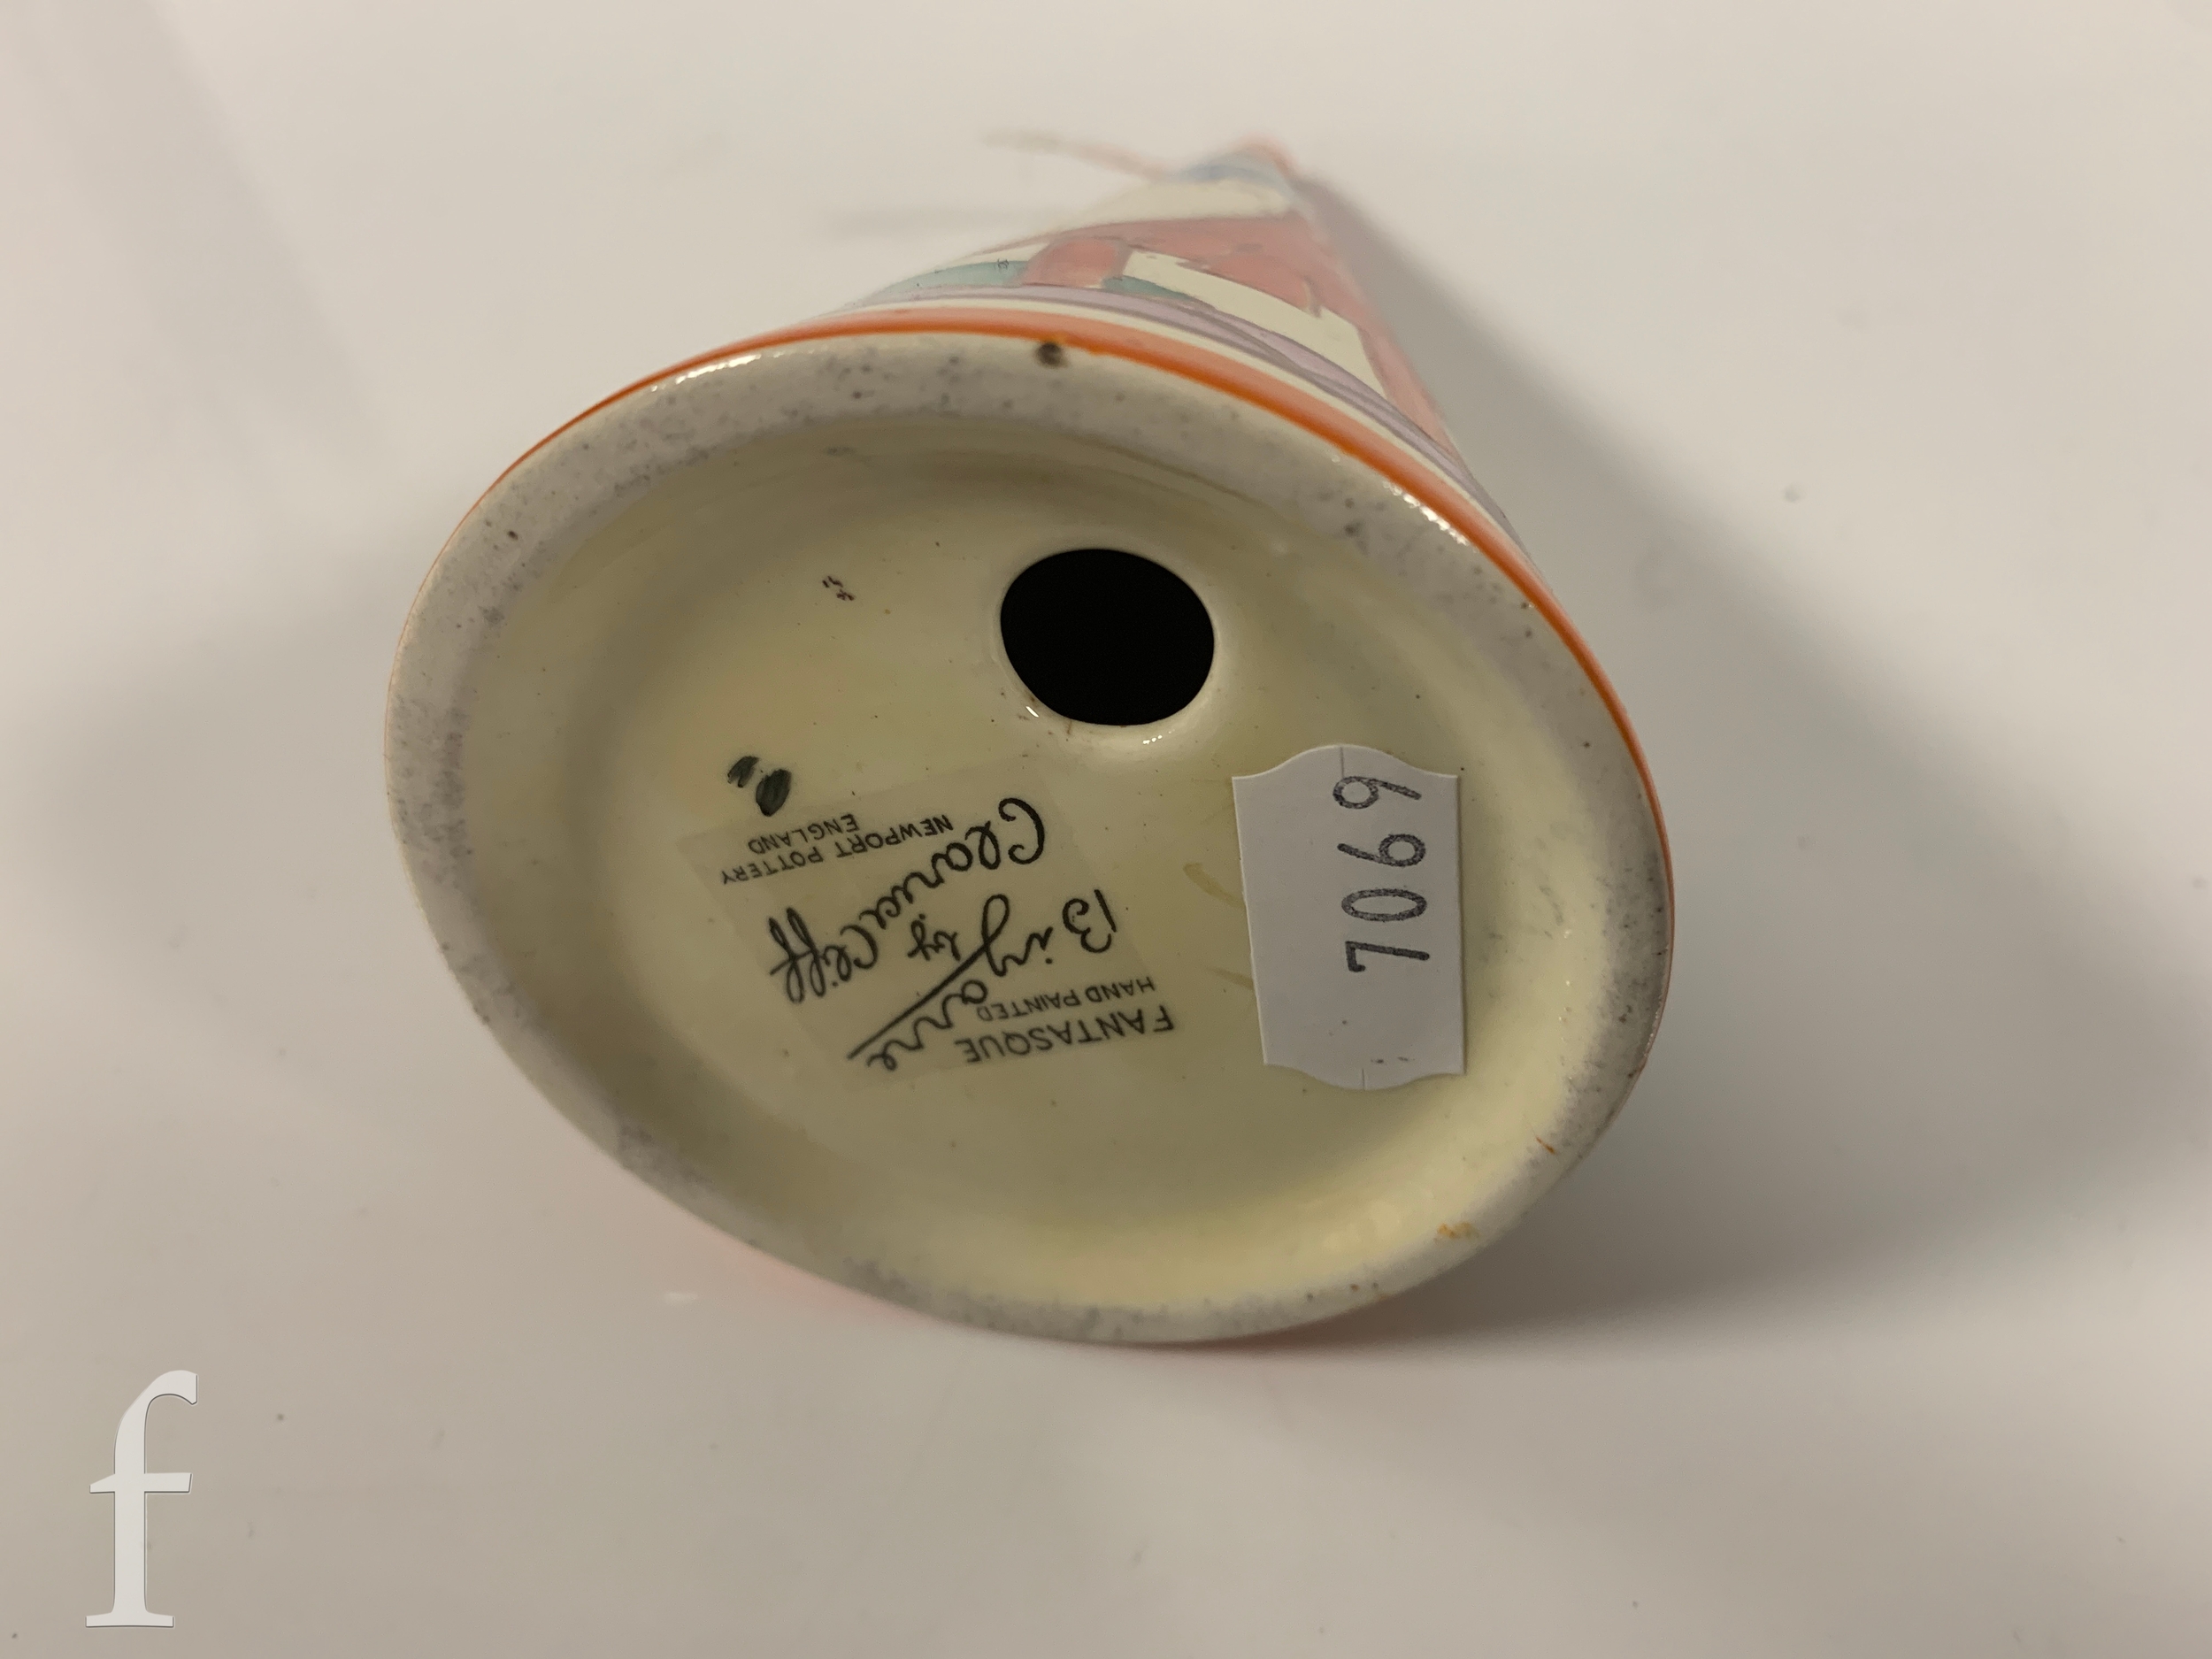 FANTASQUE
HAND PAINTED
Bizarre
by
Clarice Cliff
NEWPORT POTTERY
ENGLAND
7069
f